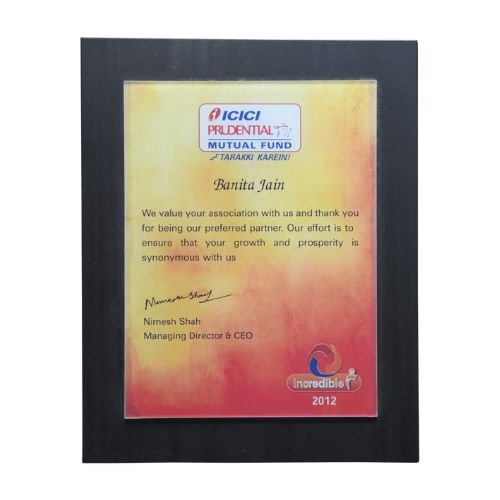 ICICI
PRUDENTIAL
MUTUAL FUND
TARAKKI KAREIN!
Banita Jain
We value your association with us and thank you
for being our preferred partner. Our effort is to
ensure that your growth and prosperity is
synonymous with us
Nimesh Shah
Nimesh Shah
Managing Director & CEO
incredible
2012